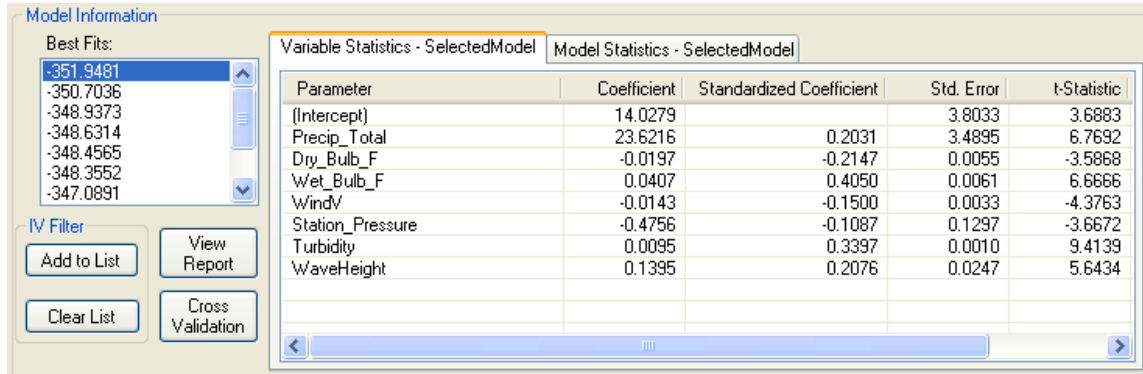 Model Information
Best Fits:
-351.9481
-350.7036
-348.9373
-348.6314
-348.4565
-348.3552
-347.0891
IV Filter
Add to List
Clear List
View
Report
Cross
Validation
Variable Statistics - SelectedModel Model Statistics - SelectedModel
Parameter Coefficient Standardized Coefficient Std. Error t-Statistic
(Intercept) 14.0279 3.8033 3.6883
Precip_Total 23.6216 0.2031 3.4895 6.7692
Dry_Bulb_F -0.0197 -0.2147 0.0055 -3.5868
Wet_Bulb_F 0.0407 0.4050 0.0061 6.6666
WindV -0.0143 -0.1500 0.0033 -4.3763
Station_Pressure -0.4756 -0.1087 0.1297 -3.6672
Turbidity 0.0095 0.3397 0.0010 9.4139
WaveHeight 0.1395 0.2076 0.0247 5.6434